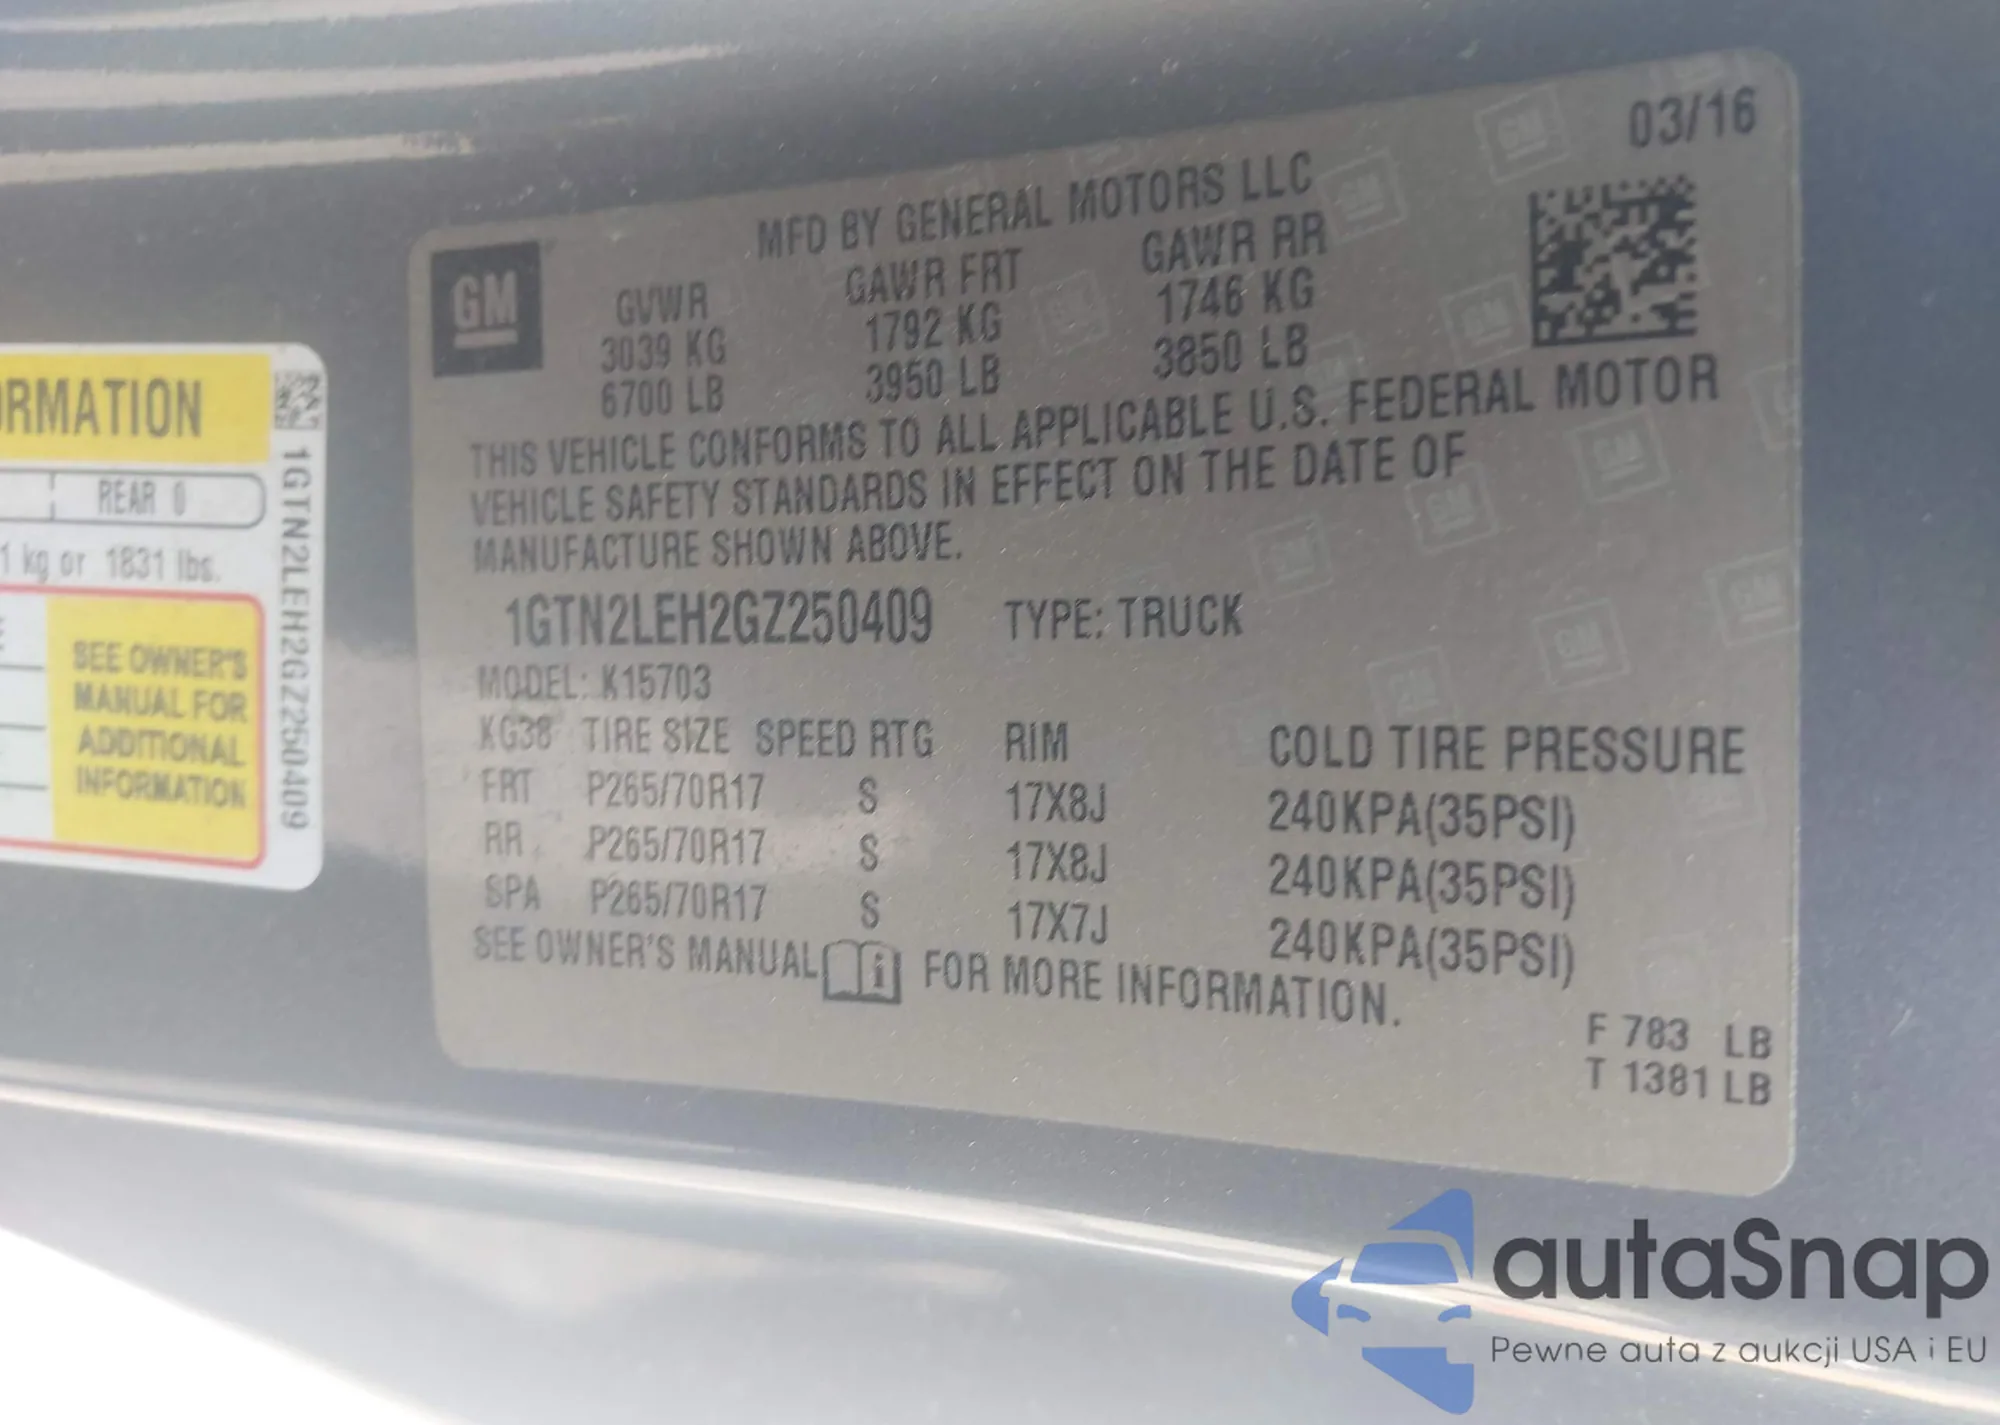 ORMATION
REAR 0
1 kg or 1831 lbs.
SEE OWNER'S
MANUAL FOR
ADDITIONAL
INFORMATION
1GTN2LEH2GZ250409
03/16
MFD BY GENERAL MOTORS LLC
GM
GVWR GAWR FRT GAWR RR
3039 KG 1792 KG 1746 KG
6700 LB 3950 LB 3850 LB
THIS VEHICLE CONFORMS TO ALL APPLICABLE U.S. FEDERAL MOTOR
VEHICLE SAFETY STANDARDS IN EFFECT ON THE DATE OF
MANUFACTURE SHOWN ABOVE.
1GTN2LEH2GZ250409 TYPE: TRUCK
MODEL: K15703
KG38 TIRE SIZE SPEED RTG RIM COLD TIRE PRESSURE
FRT P265/70R17 S 17X8J 240KPA(35PSI)
RR P265/70R17 S 17X8J 240KPA(35PSI)
SPA P265/70R17 S 17X7J 240KPA(35PSI)
SEE OWNER'S MANUAL FOR MORE INFORMATION.
F 783 LB
T 1381 LB
autaSnap
Pewne auta z aukcji USA i EU